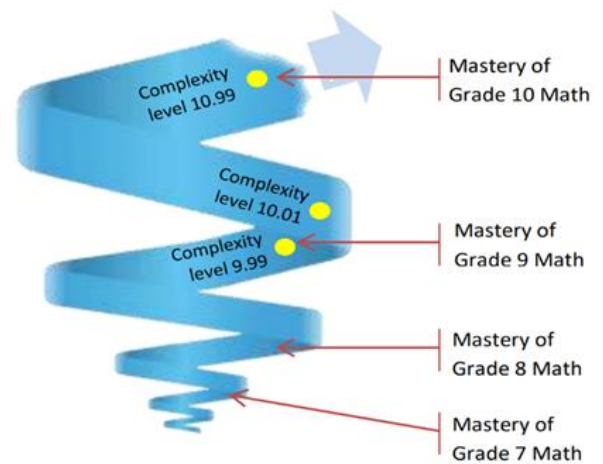 Complexity
level 10.99
Mastery of
Grade 10 Math
Complexity
level 10.01
Complexity
level 9.99
Mastery of
Grade 9 Math
Mastery of
Grade 8 Math
Mastery of
Grade 7 Math